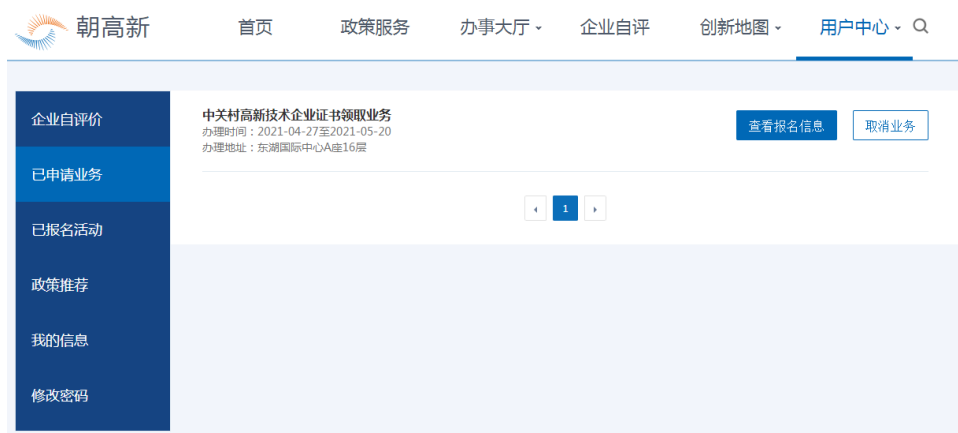 朝高新
首页 政策服务 办事大厅 企业自评 创新地图 用户中心
企业自评价
已申请业务
已报名活动
政策推荐
我的信息
修改密码
中关村高新技术企业证书领取业务
办理时间：2021-04-27至2021-05-20
办理地址：东湖国际中心A座16层
查看报名信息 取消业务
1